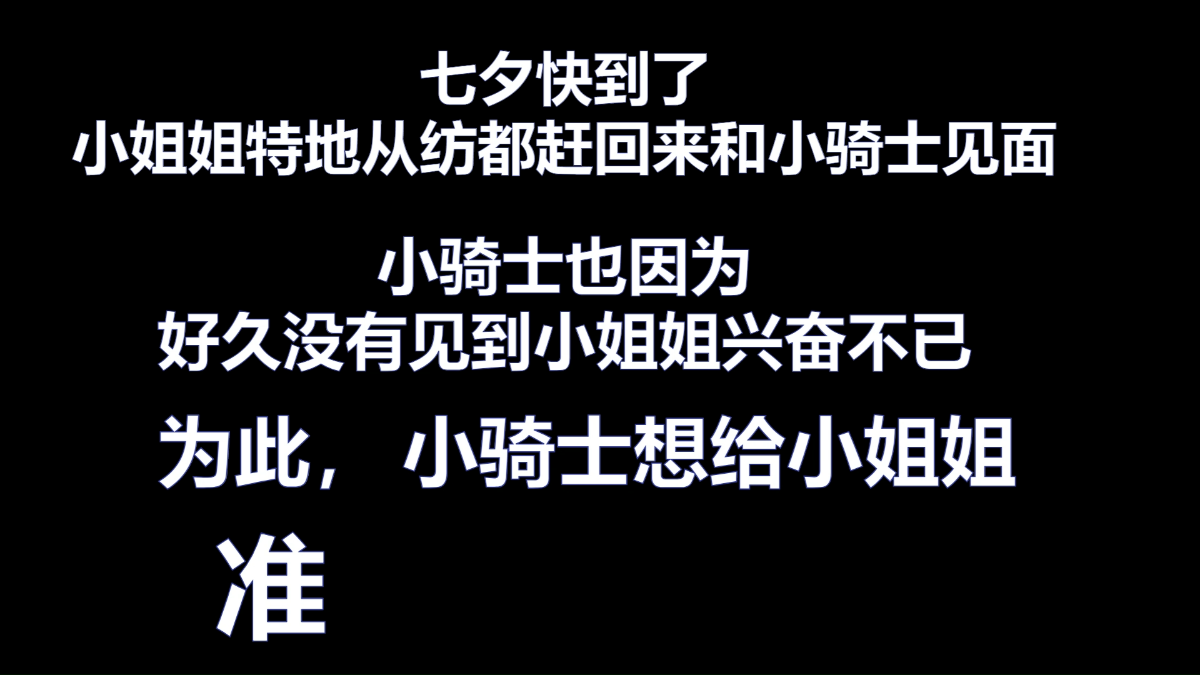 七夕快到了
小姐姐特地从纺都赶回来和小骑士见面
小骑士也因为
好久没有见到小姐姐兴奋不已
为此，小骑士想给小姐姐
准